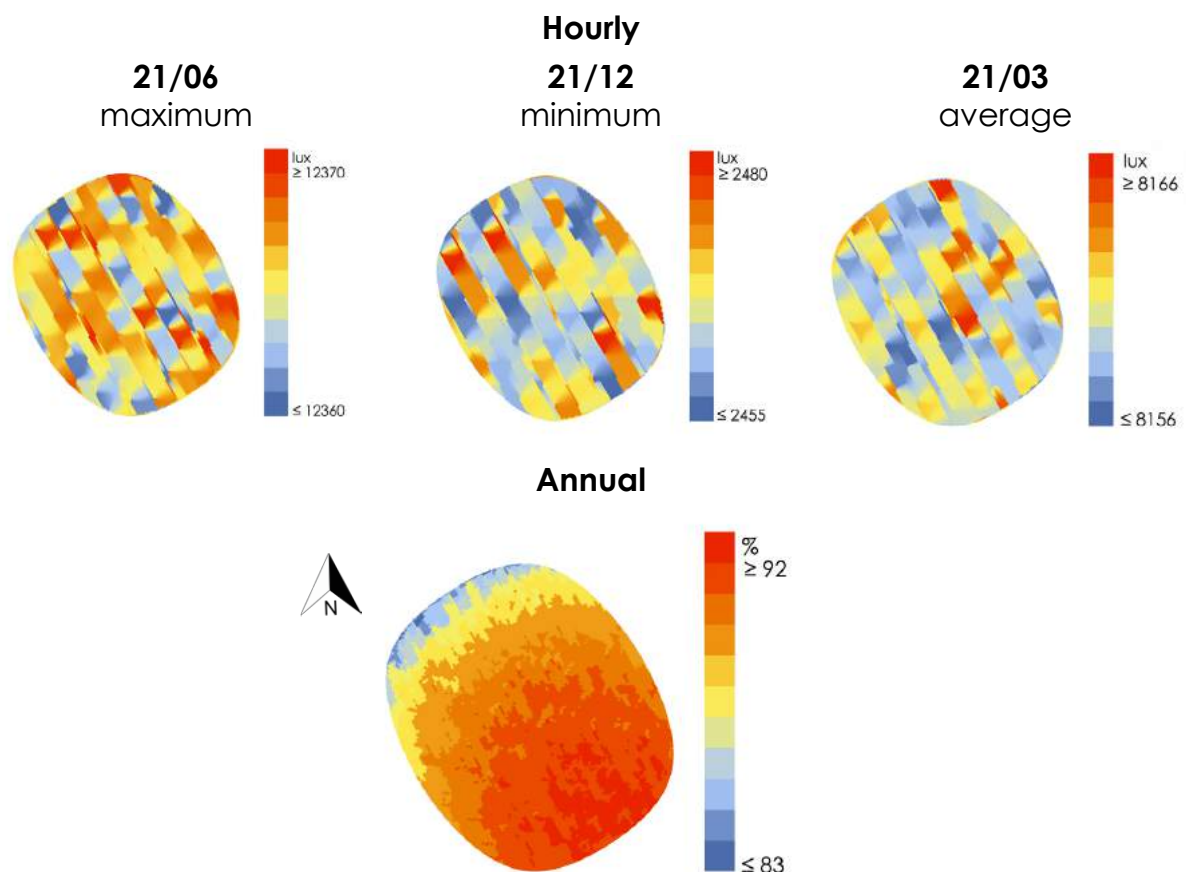 Hourly
21/06
maximum
21/12
minimum
21/03
average
lux
≥ 12370
≤ 12360
lux
≥ 2480
≤ 2455
lux
≥ 8166
≤ 8156
Annual
N
%
≥ 92
≤ 83